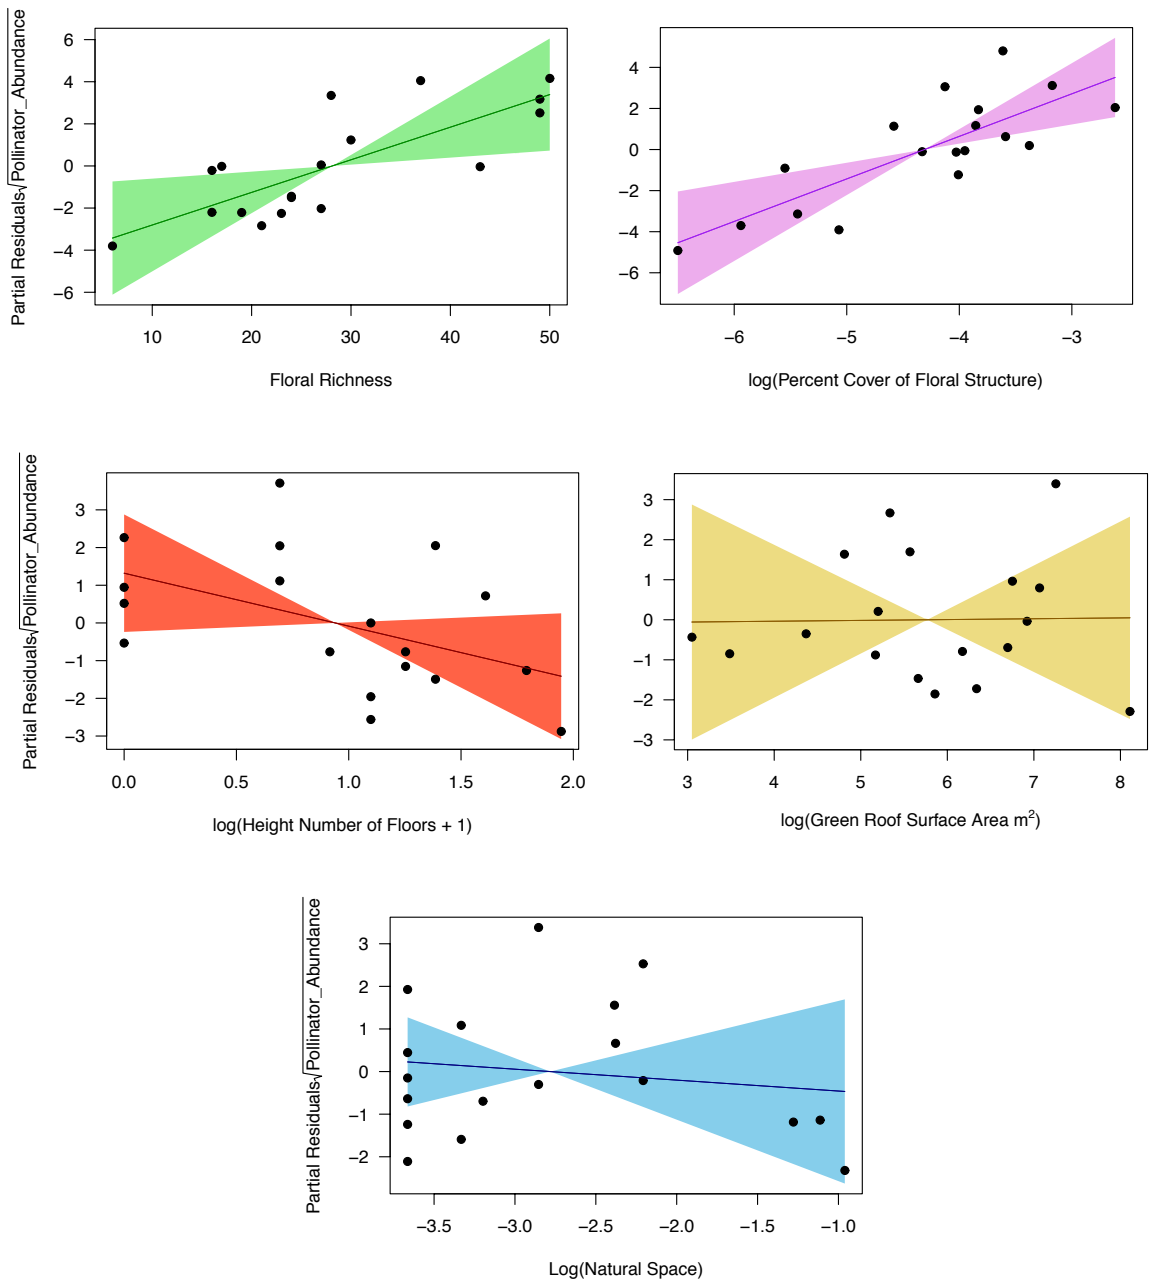 Partial Residuals√Pollinator_Abundance
6
4
2
0
−2
−4
−6
10 20 30 40 50
Floral Richness
4
2
0
−2
−4
−6
−6 −5 −4 −3
log(Percent Cover of Floral Structure)
Partial Residuals√Pollinator_Abundance
3
2
1
0
−1
−2
−3
0.0 0.5 1.0 1.5 2.0
log(Height Number of Floors + 1)
3
2
1
0
−1
−2
−3
3 4 5 6 7 8
log(Green Roof Surface Area m²)
Partial Residuals√Pollinator_Abundance
3
2
1
0
−1
−2
−3.5 −3.0 −2.5 −2.0 −1.5 −1.0
Log(Natural Space)